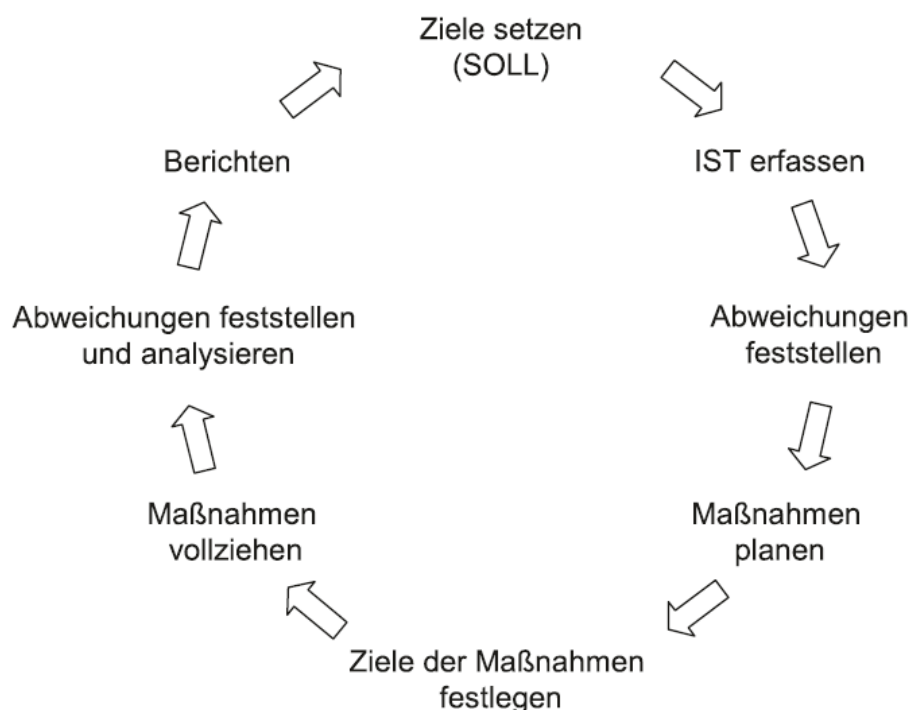 Ziele setzen
(SOLL)
IST erfassen
Abweichungen
feststellen
Maßnahmen
planen
Ziele der Maßnahmen
festlegen
Maßnahmen
vollziehen
Abweichungen feststellen
und analysieren
Berichten